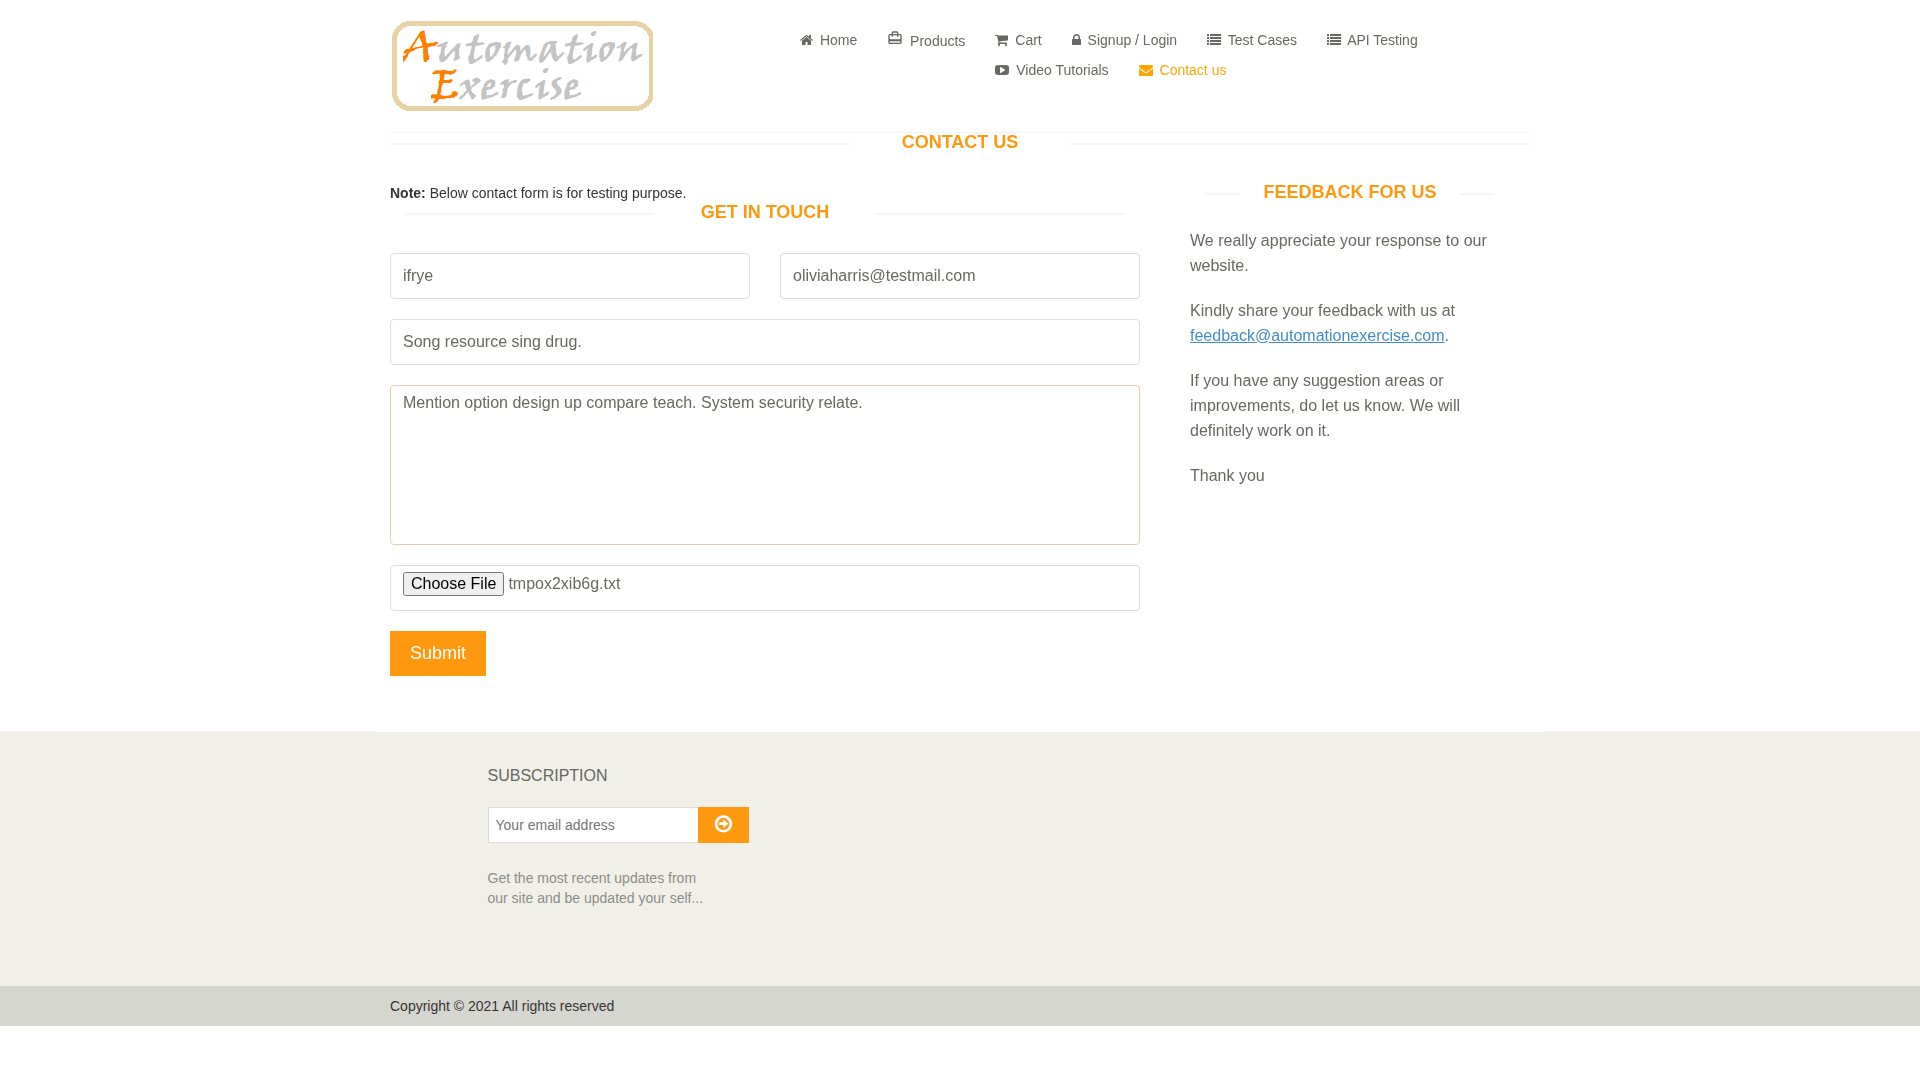 Automation
Exercise
Home
Products
Cart
Signup / Login
Test Cases
API Testing
Video Tutorials
Contact us
CONTACT US
Note: Below contact form is for testing purpose.
GET IN TOUCH
ifrye
oliviaharris@testmail.com
Song resource sing drug.
Mention option design up compare teach. System security relate.
Choose File tmpox2xib6g.txt
Submit
FEEDBACK FOR US
We really appreciate your response to our
website.
Kindly share your feedback with us at
feedback@automationexercise.com.
If you have any suggestion areas or
improvements, do let us know. We will
definitely work on it.
Thank you
SUBSCRIPTION
Your email address
Get the most recent updates from
our site and be updated your self...
Copyright © 2021 All rights reserved